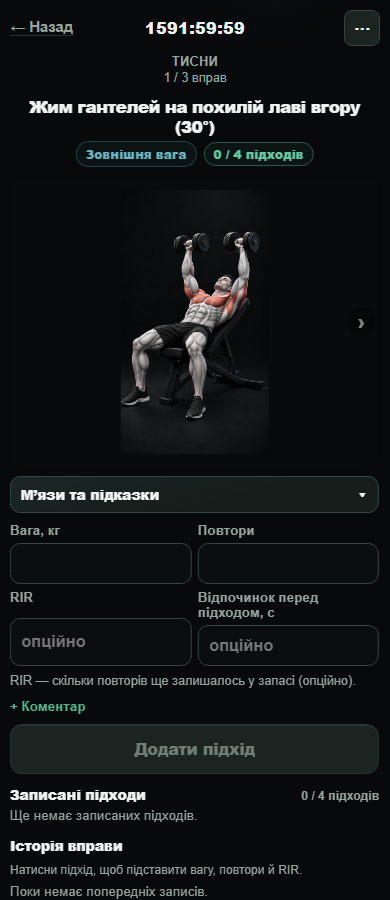 ← Назад
1591:59:59
...
ТИСНИ
1 / 3 вправ
Жим гантелей на похилій лаві вгору
(30°)
Зовнішня вага
0 / 4 підходів
›
М’язи та підказки
Вага, кг
Повтори
RIR
Відпочинок перед
підходом, с
опційно
опційно
RIR — скільки повторів ще залишалось у запасі (опційно).
+ Коментар
Додати підхід
Записані підходи
0 / 4 підходів
Ще немає записаних підходів.
Історія вправи
Натисни підхід, щоб підставити вагу, повтори й RIR.
Поки немає попередніх записів.